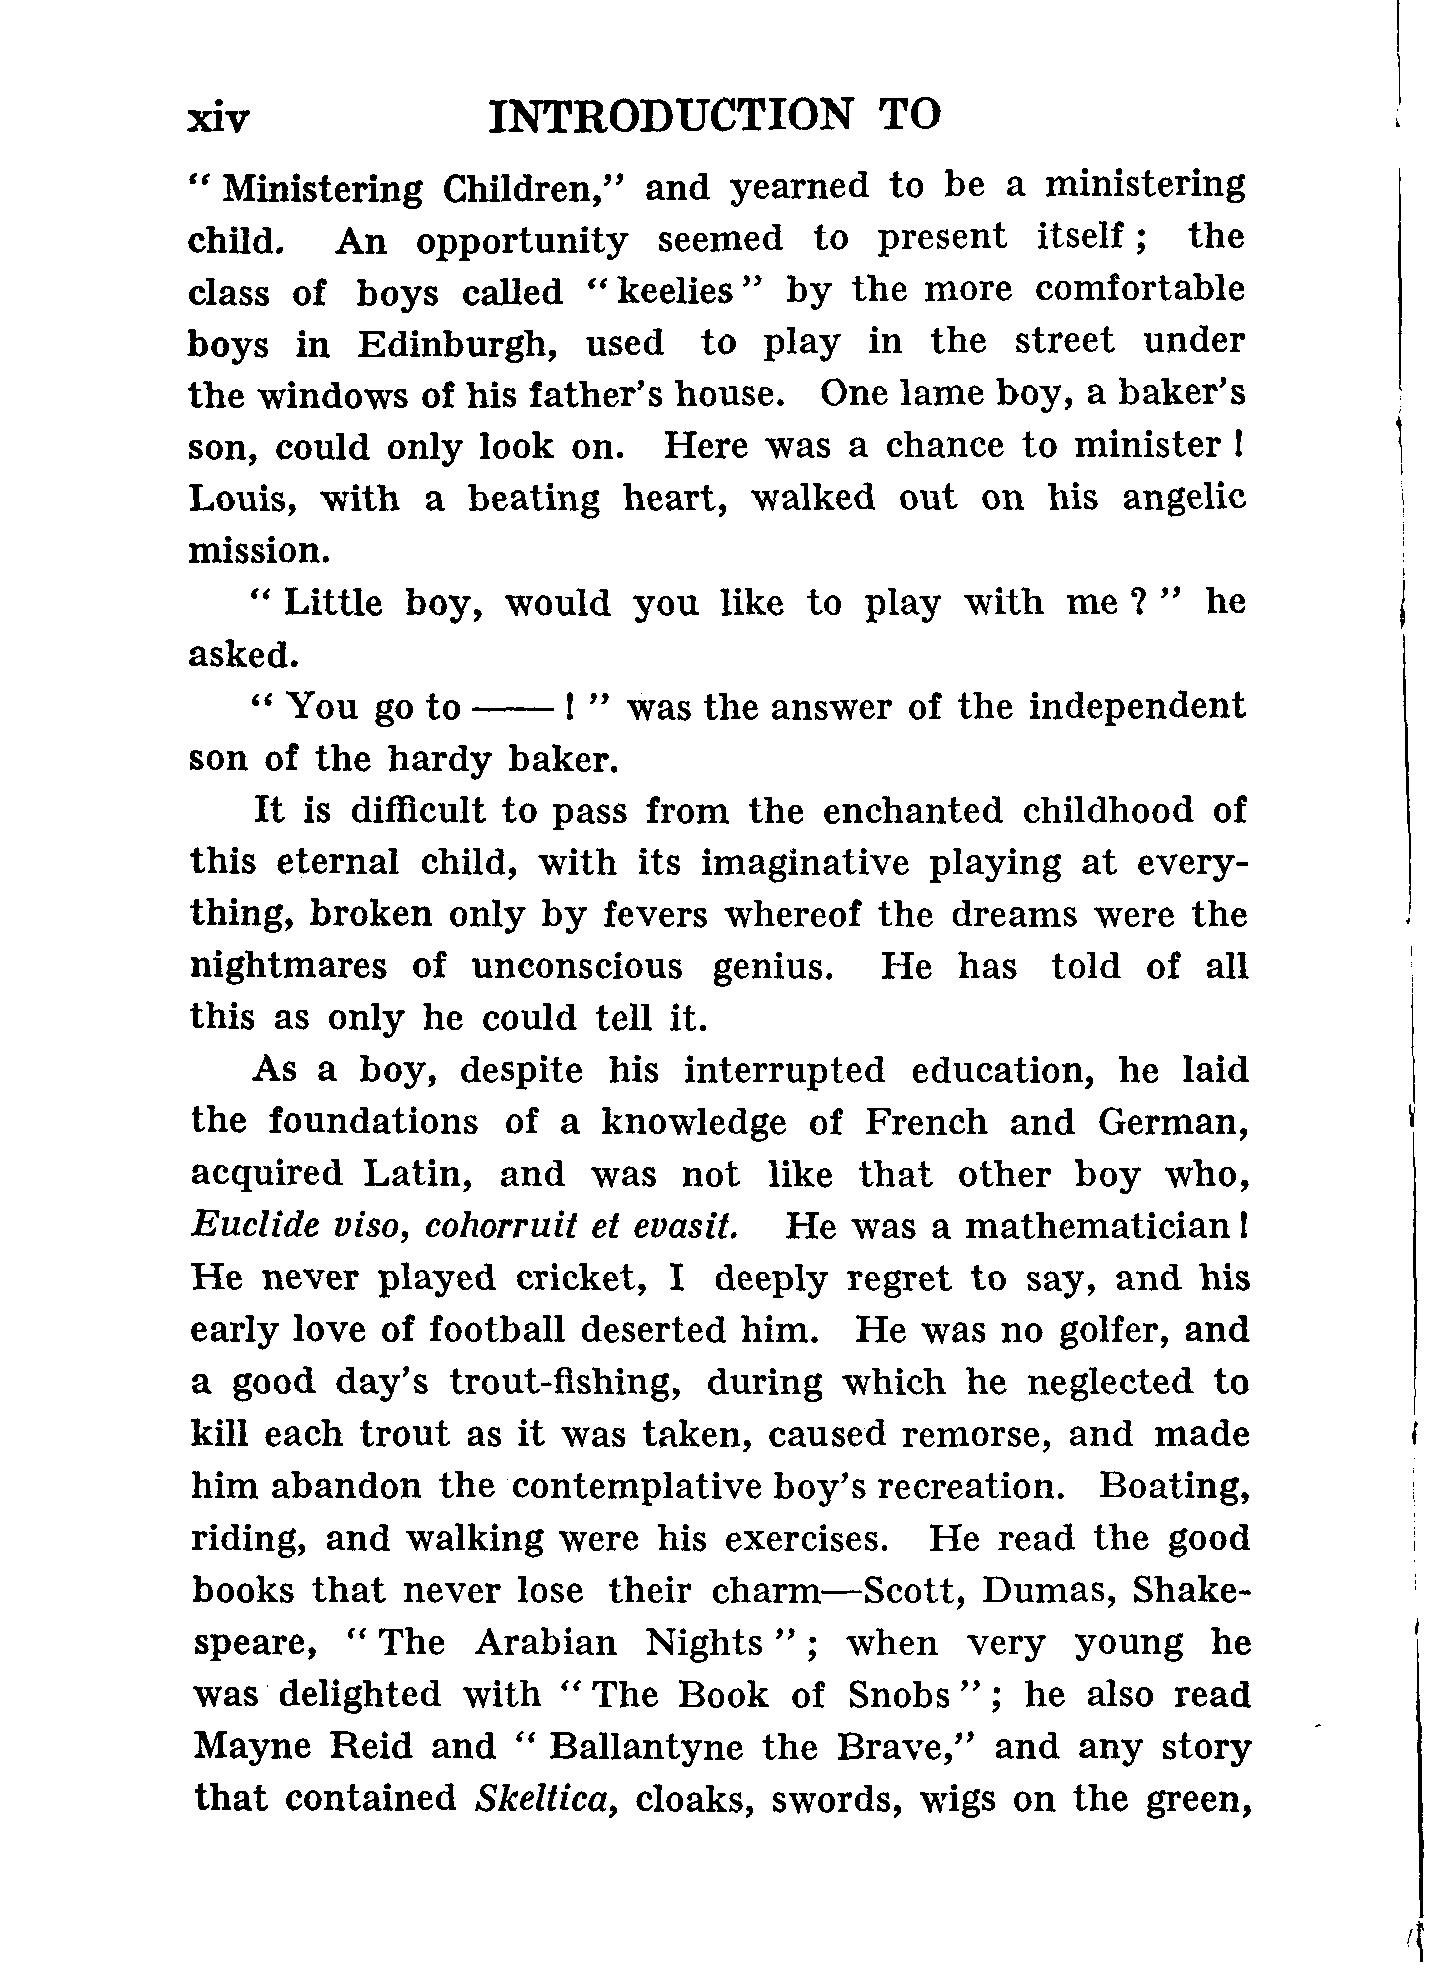 xiv INTRODUCTION TO
" Ministering Children," and yearned to be a ministering
child. An opportunity seemed to present itself ; the
class of boys called " keelies " by the more comfortable
boys in Edinburgh, used to play in the street under
the windows of his father's house. One lame boy, a baker's
son, could only look on. Here was a chance to minister !
Louis, with a beating heart, walked out on his angelic
mission.
" Little boy, would you like to play with me ? " he
asked.
" You go to —— ! " was the answer of the independent
son of the hardy baker.
It is difficult to pass from the enchanted childhood of
this eternal child, with its imaginative playing at every-
thing, broken only by fevers whereof the dreams were the
nightmares of unconscious genius. He has told of all
this as only he could tell it.
As a boy, despite his interrupted education, he laid
the foundations of a knowledge of French and German,
acquired Latin, and was not like that other boy who,
Euclide viso, cohorruit et evasit. He was a mathematician !
He never played cricket, I deeply regret to say, and his
early love of football deserted him. He was no golfer, and
a good day's trout-fishing, during which he neglected to
kill each trout as it was taken, caused remorse, and made
him abandon the contemplative boy's recreation. Boating,
riding, and walking were his exercises. He read the good
books that never lose their charm—Scott, Dumas, Shake-
speare, " The Arabian Nights " ; when very young he
was delighted with " The Book of Snobs " ; he also read
Mayne Reid and " Ballantyne the Brave," and any story
that contained Skeltica, cloaks, swords, wigs on the green,